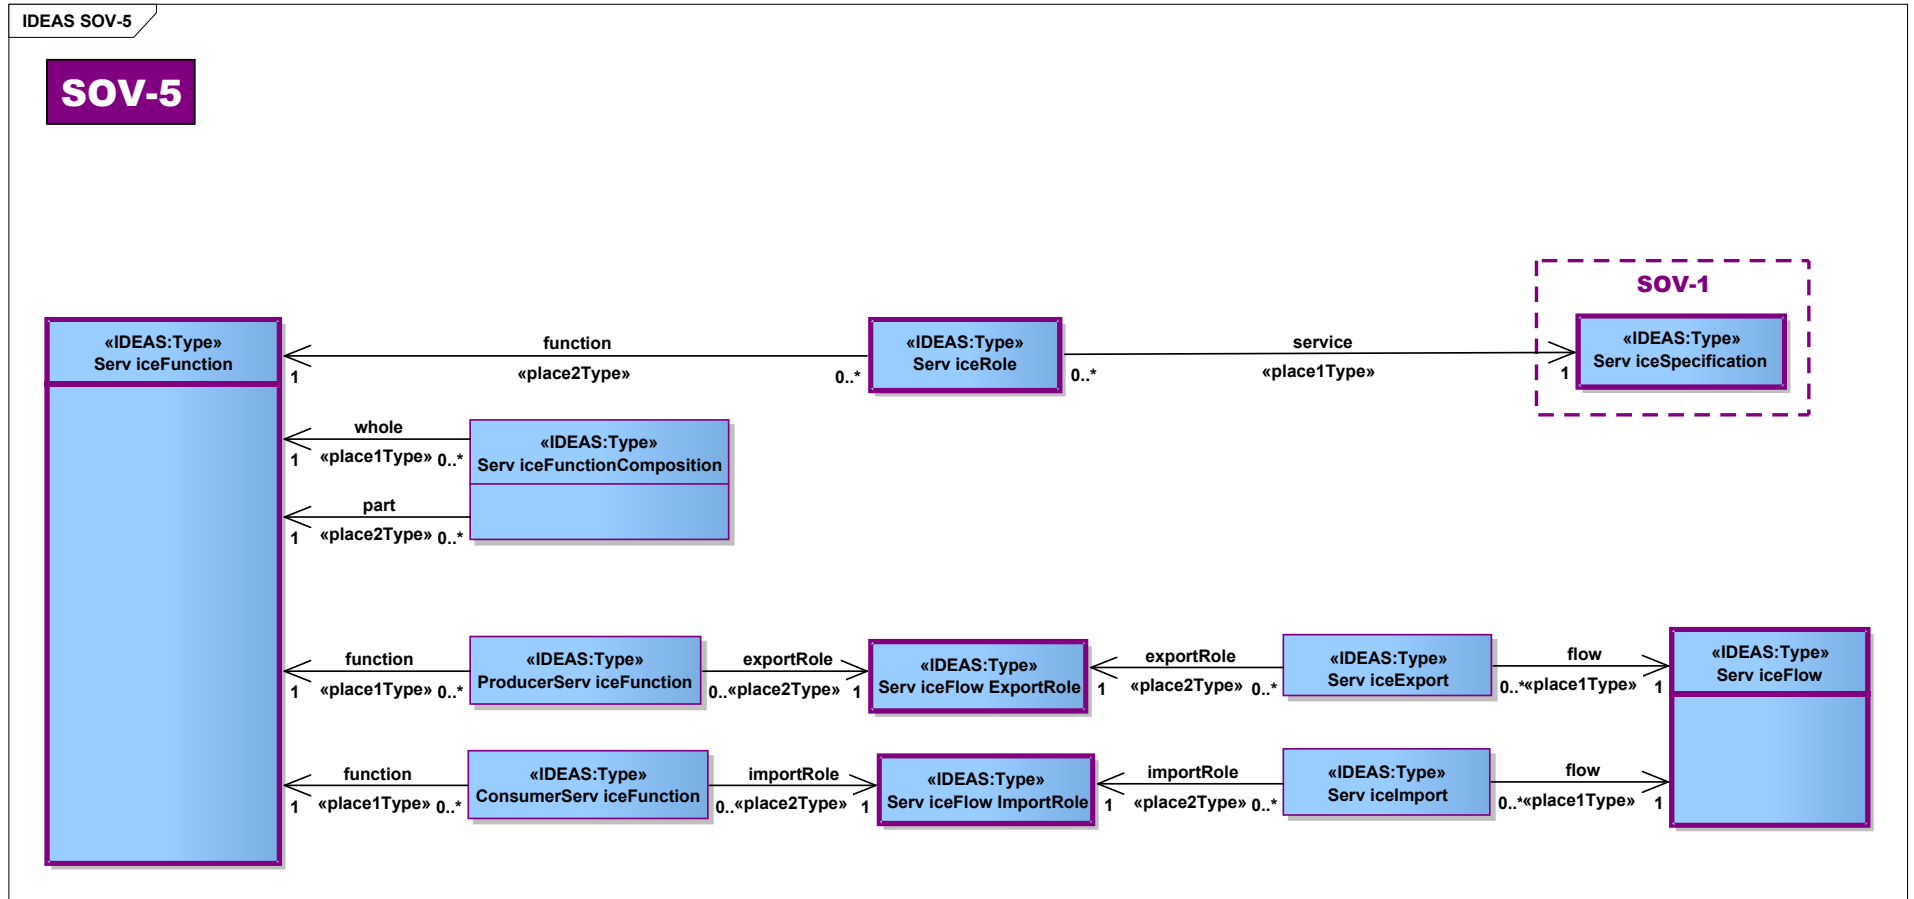 IDEAS SOV-5
SOV-5
SOV-1
«IDEAS:Type»
Serv iceFunction
function
«place2Type»
1
0..*
«IDEAS:Type»
Serv iceRole
service
«place1Type»
0..*
1
«IDEAS:Type»
Serv iceSpecification
whole
«place1Type»
1
0..*
«IDEAS:Type»
Serv iceFunctionComposition
part
«place2Type»
1
0..*
function
«place1Type»
1
0..*
«IDEAS:Type»
ProducerServ iceFunction
exportRole
0..«place2Type»
1
«IDEAS:Type»
Serv iceFlow ExportRole
exportRole
1
«place2Type»
0..*
«IDEAS:Type»
Serv iceExport
flow
0..*«place1Type»
1
«IDEAS:Type»
Serv iceFlow
function
«place1Type»
1
0..*
«IDEAS:Type»
ConsumerServ iceFunction
importRole
0..«place2Type»
1
«IDEAS:Type»
Serv iceFlow ImportRole
importRole
1
«place2Type»
0..*
«IDEAS:Type»
Serv iceImport
flow
0..*«place1Type»
1